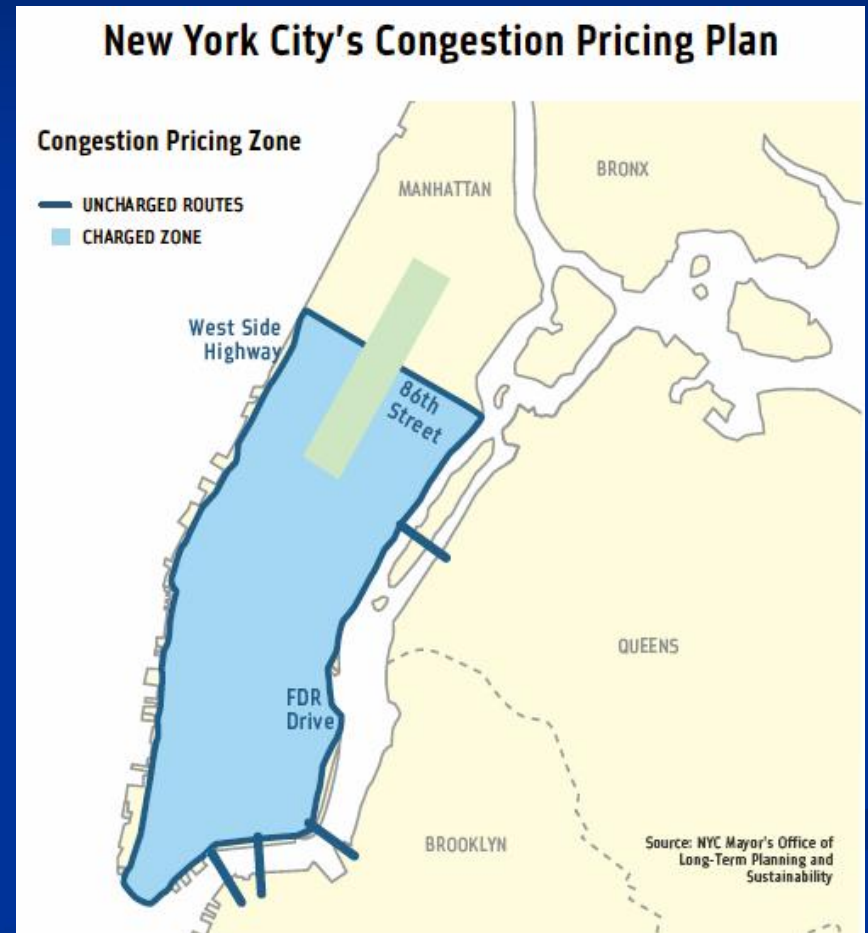 New York City's Congestion Pricing Plan
Congestion Pricing Zone
UNCHARGED ROUTES
CHARGED ZONE
MANHATTAN
BRONX
West Side
Highway
86th
Street
QUEENS
FDR
Drive
BROOKLYN
Source: NYC Mayor's Office of
Long-Term Planning and
Sustainability